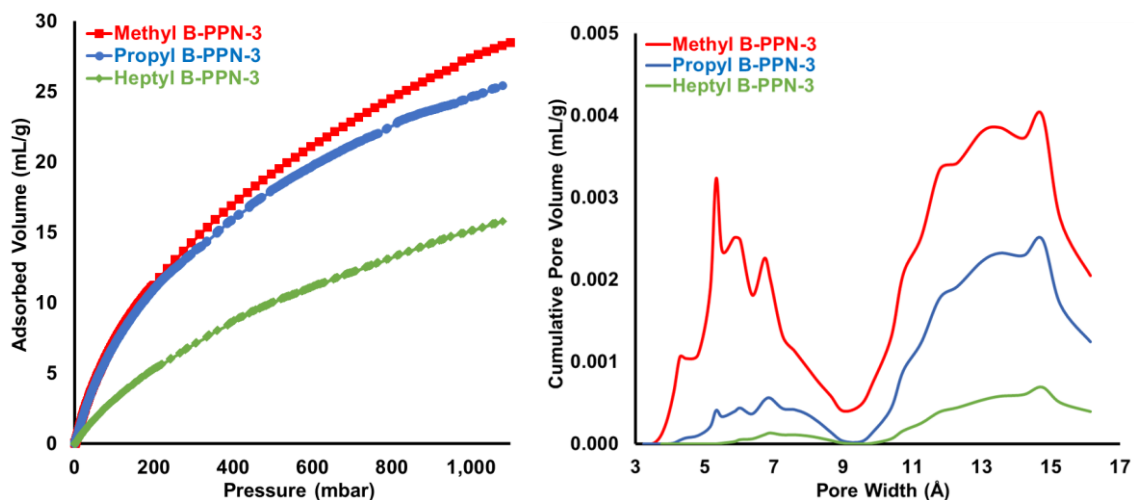 30
25
20
15
10
5
0
Adsorbed Volume (mL/g)
Methyl B-PPN-3
Propyl B-PPN-3
Heptyl B-PPN-3
0 200 400 600 800 1,000
Pressure (mbar)
0.005
0.004
0.003
0.002
0.001
0.000
Cumulative Pore Volume (mL/g)
Methyl B-PPN-3
Propyl B-PPN-3
Heptyl B-PPN-3
3 5 7 9 11 13 15 17
Pore Width (Å)